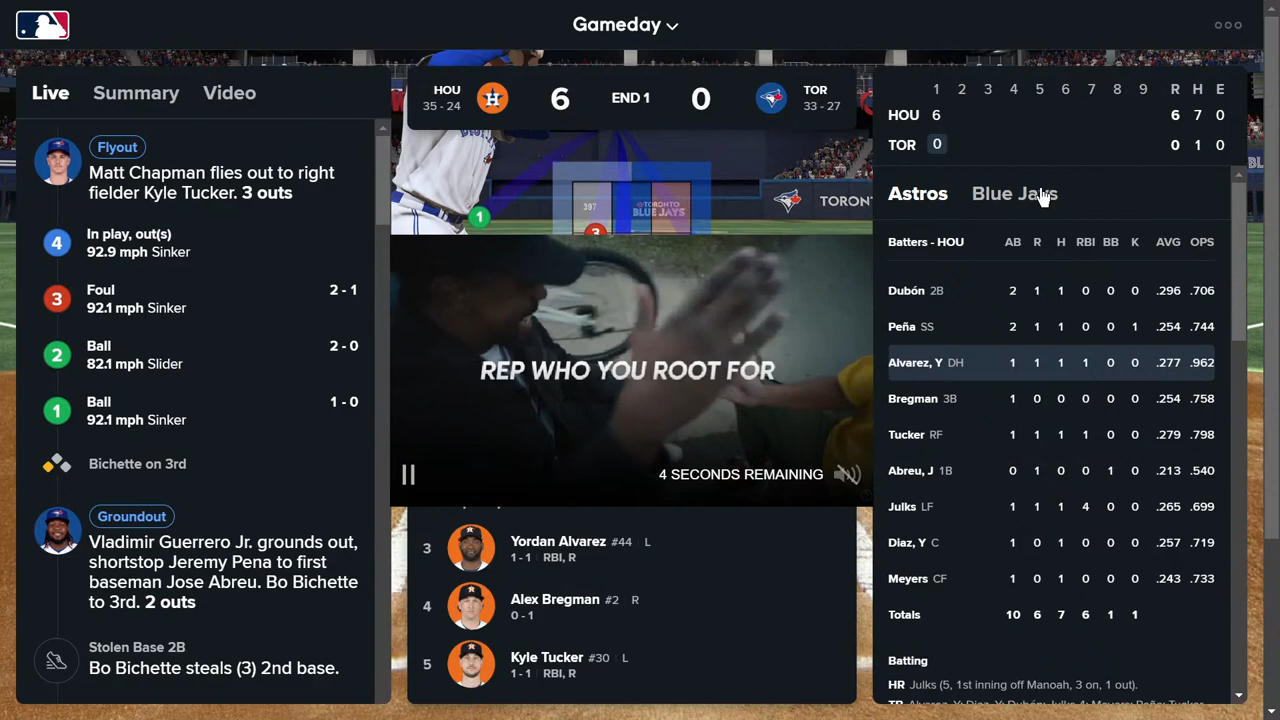 Gameday
Live Summary Video
Flyout
Matt Chapman flies out to right
fielder Kyle Tucker. 3 outs
4
In play, out(s)
92.9 mph Sinker
3
Foul 2 - 1
92.1 mph Sinker
2
Ball 2 - 0
82.1 mph Slider
1
Ball 1 - 0
92.1 mph Sinker
Bichette on 3rd
Groundout
Vladimir Guerrero Jr. grounds out,
shortstop Jeremy Pena to first
baseman Jose Abreu. Bo Bichette
to 3rd. 2 outs
Stolen Base 2B
Bo Bichette steals (3) 2nd base.
HOU 6 END 1 0 TOR
35 - 24 33 - 27
397
TORONTO
BLUE JAYS
TORON
1
3
REP WHO YOU ROOT FOR
4 SECONDS REMAINING
3 Yordan Alvarez #44 L
1 - 1 RBI, R
4 Alex Bregman #2 R
0 - 1
5 Kyle Tucker #30 L
1 - 1 RBI, R
1 2 3 4 5 6 7 8 9 R H E
HOU 6 6 7 0
TOR 0 0 1 0
Astros Blue Jays
Batters - HOU AB R H RBI BB K AVG OPS
Dubón 2B 2 1 1 0 0 0 .296 .706
Peña SS 2 1 1 0 0 1 .254 .744
Alvarez, Y DH 1 1 1 1 0 0 .277 .962
Bregman 3B 1 0 0 0 0 0 .254 .758
Tucker RF 1 1 1 1 0 0 .279 .798
Abreu, J 1B 0 1 0 0 1 0 .213 .540
Julks LF 1 1 1 4 0 0 .265 .699
Diaz, Y C 1 0 1 0 0 0 .257 .719
Meyers CF 1 0 1 0 0 0 .243 .733
Totals 10 6 7 6 1 1
Batting
HR Julks (5, 1st inning off Manoah, 3 on, 1 out).